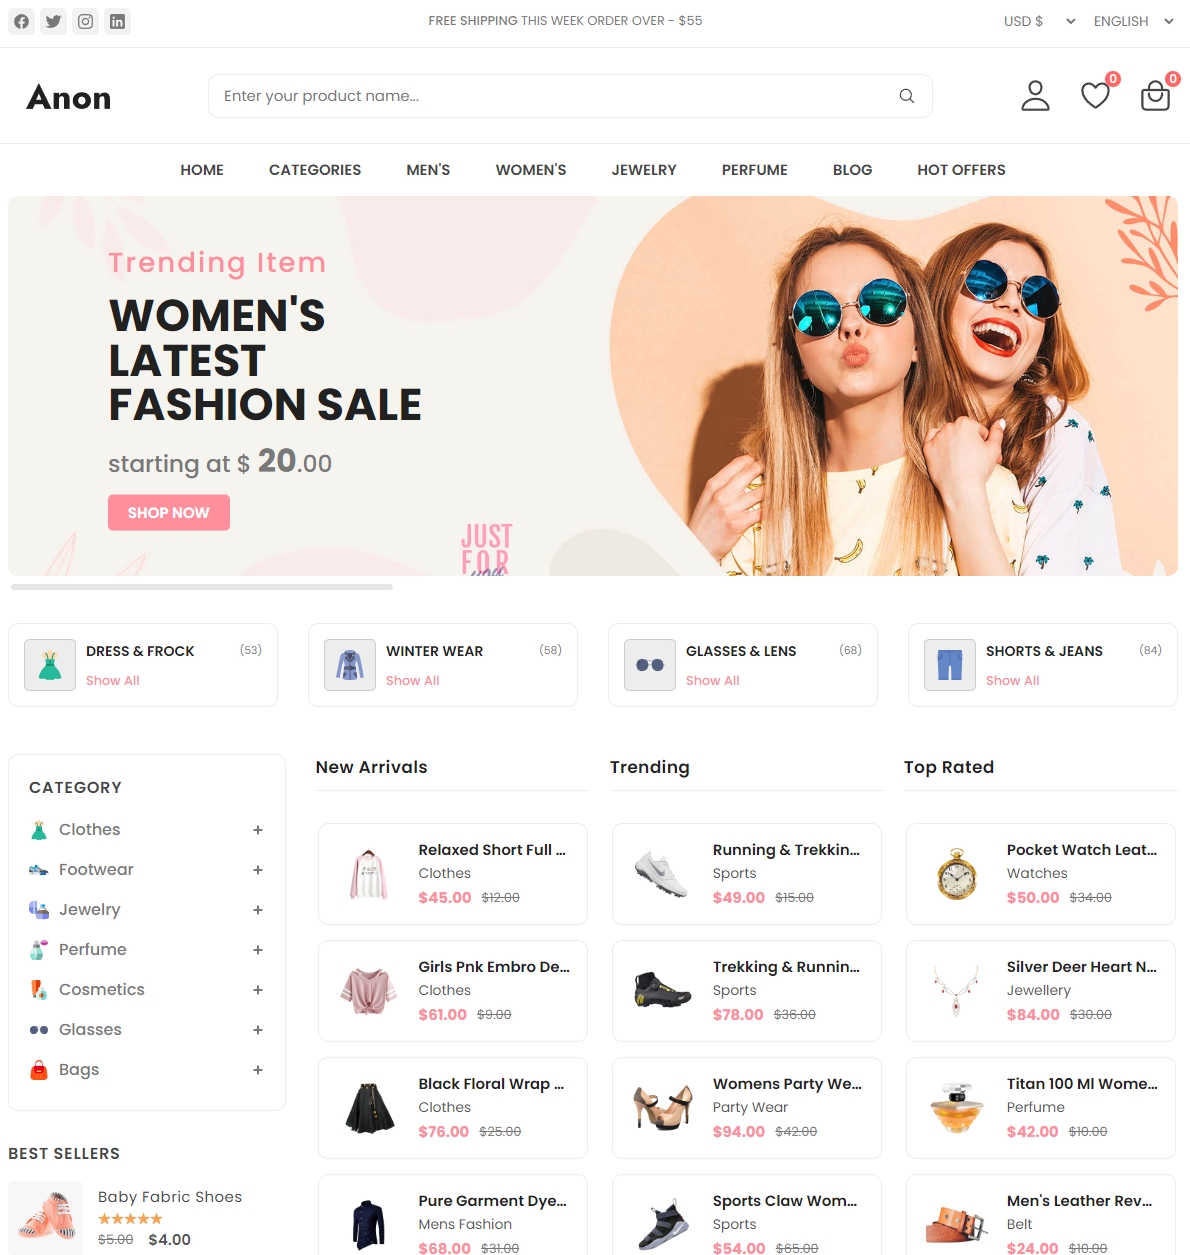 FREE SHIPPING THIS WEEK ORDER OVER - $55
USD $
ENGLISH
Anon
Enter your product name...
0
0
HOME
CATEGORIES
MEN'S
WOMEN'S
JEWELRY
PERFUME
BLOG
HOT OFFERS
Trending Item
WOMEN'S
LATEST
FASHION SALE
starting at $ 20.00
SHOP NOW
JUST
FOR
you
DRESS & FROCK
(53)
Show All
WINTER WEAR
(58)
Show All
GLASSES & LENS
(68)
Show All
SHORTS & JEANS
(84)
Show All
CATEGORY
Clothes +
Footwear +
Jewelry +
Perfume +
Cosmetics +
Glasses +
Bags +
BEST SELLERS
Baby Fabric Shoes
$5.00 $4.00
New Arrivals
Relaxed Short Full ...
Clothes
$45.00 $12.00
Girls Pnk Embro De...
Clothes
$61.00 $9.00
Black Floral Wrap ...
Clothes
$76.00 $25.00
Pure Garment Dye...
Mens Fashion
$68.00 $31.00
Trending
Running & Trekkin...
Sports
$49.00 $15.00
Trekking & Runnin...
Sports
$78.00 $36.00
Womens Party We...
Party Wear
$94.00 $42.00
Sports Claw Wom...
Sports
$54.00 $65.00
Top Rated
Pocket Watch Leat...
Watches
$50.00 $34.00
Silver Deer Heart N...
Jewellery
$84.00 $30.00
Titan 100 Ml Wome...
Perfume
$42.00 $10.00
Men's Leather Rev...
Belt
$24.00 $10.00